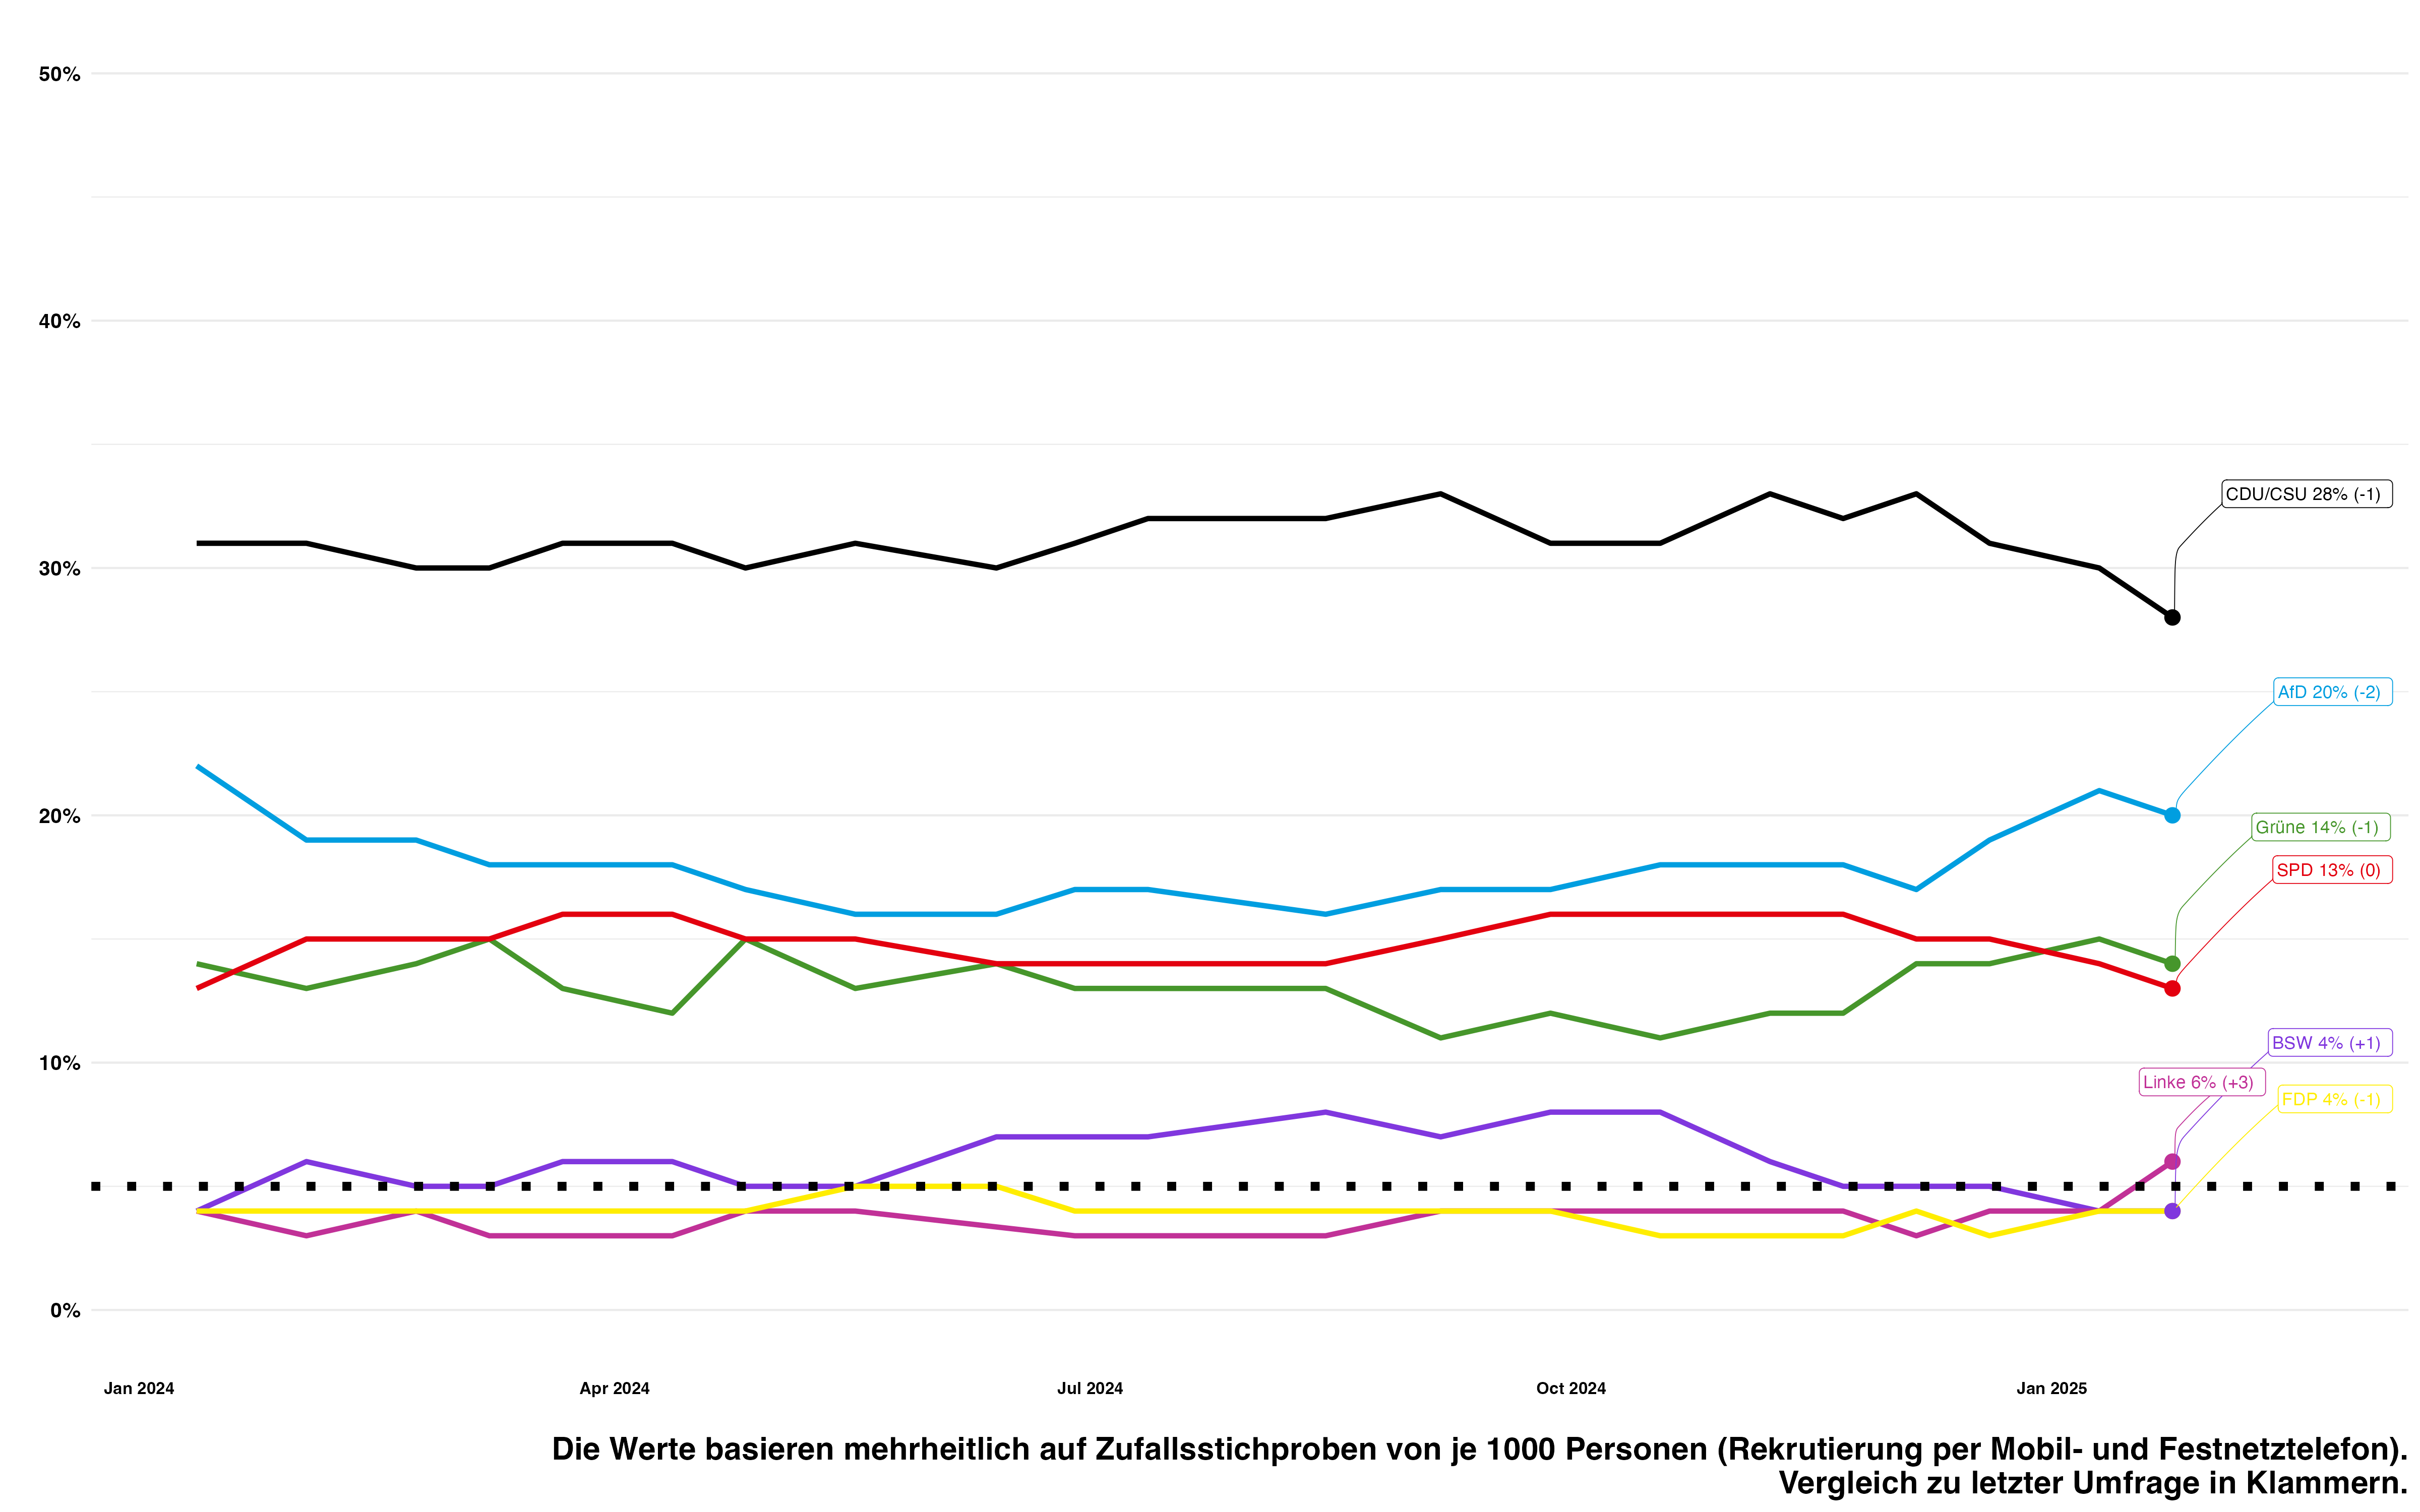 50%
40%
30%
20%
10%
0%
CDU/CSU 28% (-1)
AfD 20% (-2)
Grüne 14% (-1)
SPD 13% (0)
BSW 4% (+1)
Linke 6% (+3)
FDP 4% (-1)
Jan 2024
Apr 2024
Jul 2024
Oct 2024
Jan 2025
Die Werte basieren mehrheitlich auf Zufallsstichproben von je 1000 Personen (Rekrutierung per Mobil- und Festnetztelefon).
Vergleich zu letzter Umfrage in Klammern.